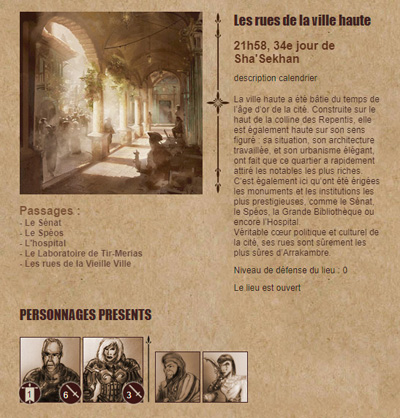 Les rues de la ville haute
21h58, 34e jour de
Sha'Sekhan
description calendrier
La ville haute a été bâtie du temps de
l'âge d'or de la cité. Construite sur le
haut de la colline des Repentis, elle
est également haute sur son sens
figuré : sa situation, son architecture
travaillée, et son urbanisme élégant,
ont fait que ce quartier a rapidement
attiré les notables les plus riches.
C'est également ici qu'ont été érigées
les monuments et les institutions les
plus prestigieuses, comme le Sénat,
le Spéos, la Grande Bibliothèque ou
encore l'Hospital.
Véritable cœur politique et culturel de
la cité, ses rues sont sûrement les
plus sûres d'Arrakambre.
Niveau de défense du lieu : 0
Le lieu est ouvert
Passages :
- Le Sénat
- Le Spéos
- L'hospital
- Le Laboratoire de Tir-Merias
- Les rues de la Vieille Ville
PERSONNAGES PRESENTS
1 6 3